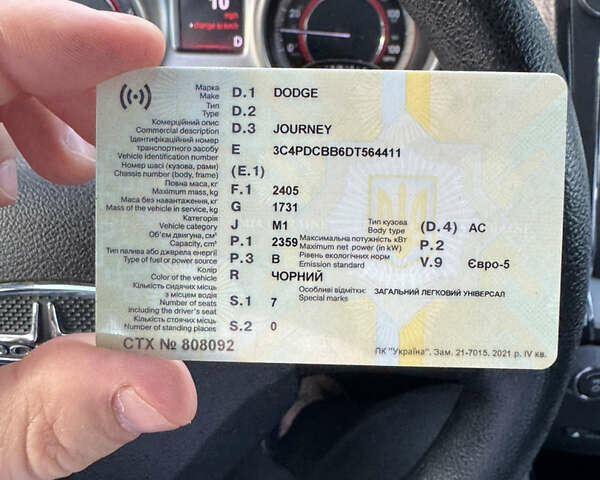 10
mph
change to km/h
D
Марка
Make D.1 DODGE
Тип
Type D.2
Комерційний опис
Commercial description D.3 JOURNEY
Ідентифікаційний номер
транспортного засобу E 3C4PDCBB6DT564411
Vehicle identification number
Номер шасі (кузова, рами)
Chassis number (body, frame) (E.1)
Повна маса, кг
Maximum mass, kg F.1 2405
Маса без навантаження, кг
Mass of the vehicle in service, kg G 1731
Категорія
Vehicle category J M1
Тип кузова
Body type (D.4) AC
Об'єм двигуна, см³
Capacity, cm³ P.1 2359
Максимальна потужність кВт
Maximum net power (in kW) P.2
Тип палива або джерела енергії
Type of fuel or power source P.3 B
Рівень екологічних норм
Emission standard V.9 Євро-5
Колір
Color of the vehicle R ЧОРНИЙ
Кількість сидячих місць
з місцем водія
Number of seats S.1 7
including the driver's seat
Особливі відмітки:
Special marks ЗАГАЛЬНИЙ ЛЕГКОВИЙ УНІВЕРСАЛ
Кількість стоячих місць
Number of standing places S.2 0
СТХ № 808092
ПК "Україна". Зам. 21-7015. 2021 р. IV кв.